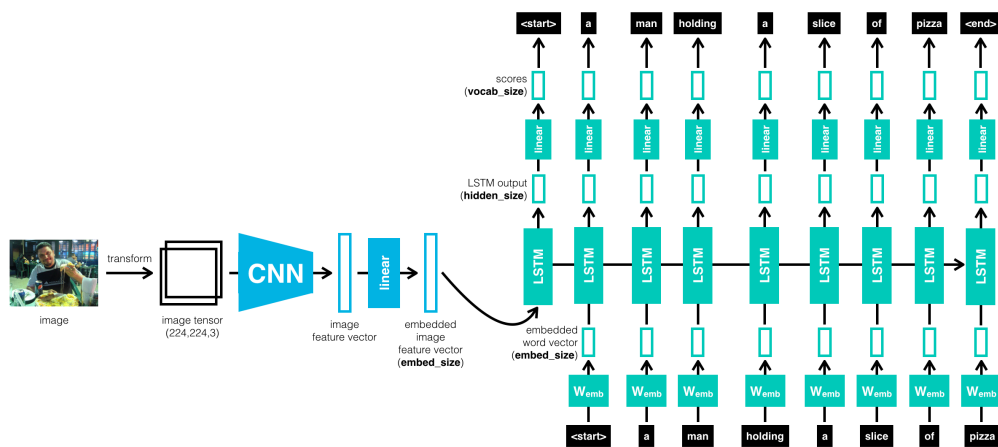 <start> a man holding a slice of pizza <end>
scores
(vocab_size)
linear linear linear linear linear linear linear linear linear
LSTM output
(hidden_size)
LSTM LSTM LSTM LSTM LSTM LSTM LSTM LSTM LSTM
transform
CNN
linear
image
image tensor
(224,224,3)
image
feature vector
embedded
image
feature vector
(embed_size)
embedded
word vector
(embed_size)
Wemb Wemb Wemb Wemb Wemb Wemb Wemb Wemb
<start> a man holding a slice of pizza